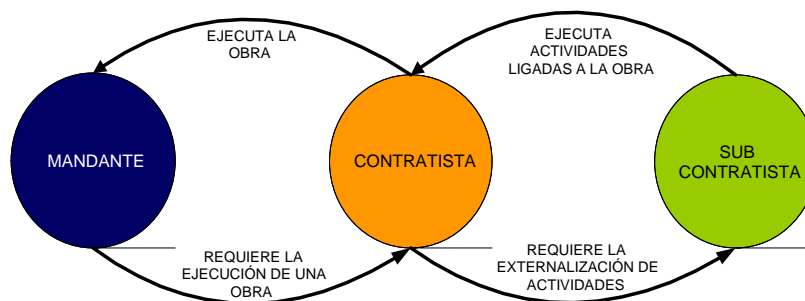 EJECUTA LA
OBRA
EJECUTA
ACTIVIDADES
LIGADAS A LA OBRA
MANDANTE
CONTRATISTA
SUB
CONTRATISTA
REQUIERE LA
EJECUCIÓN DE UNA
OBRA
REQUIERE LA
EXTERNALIZACIÓN DE
ACTIVIDADES